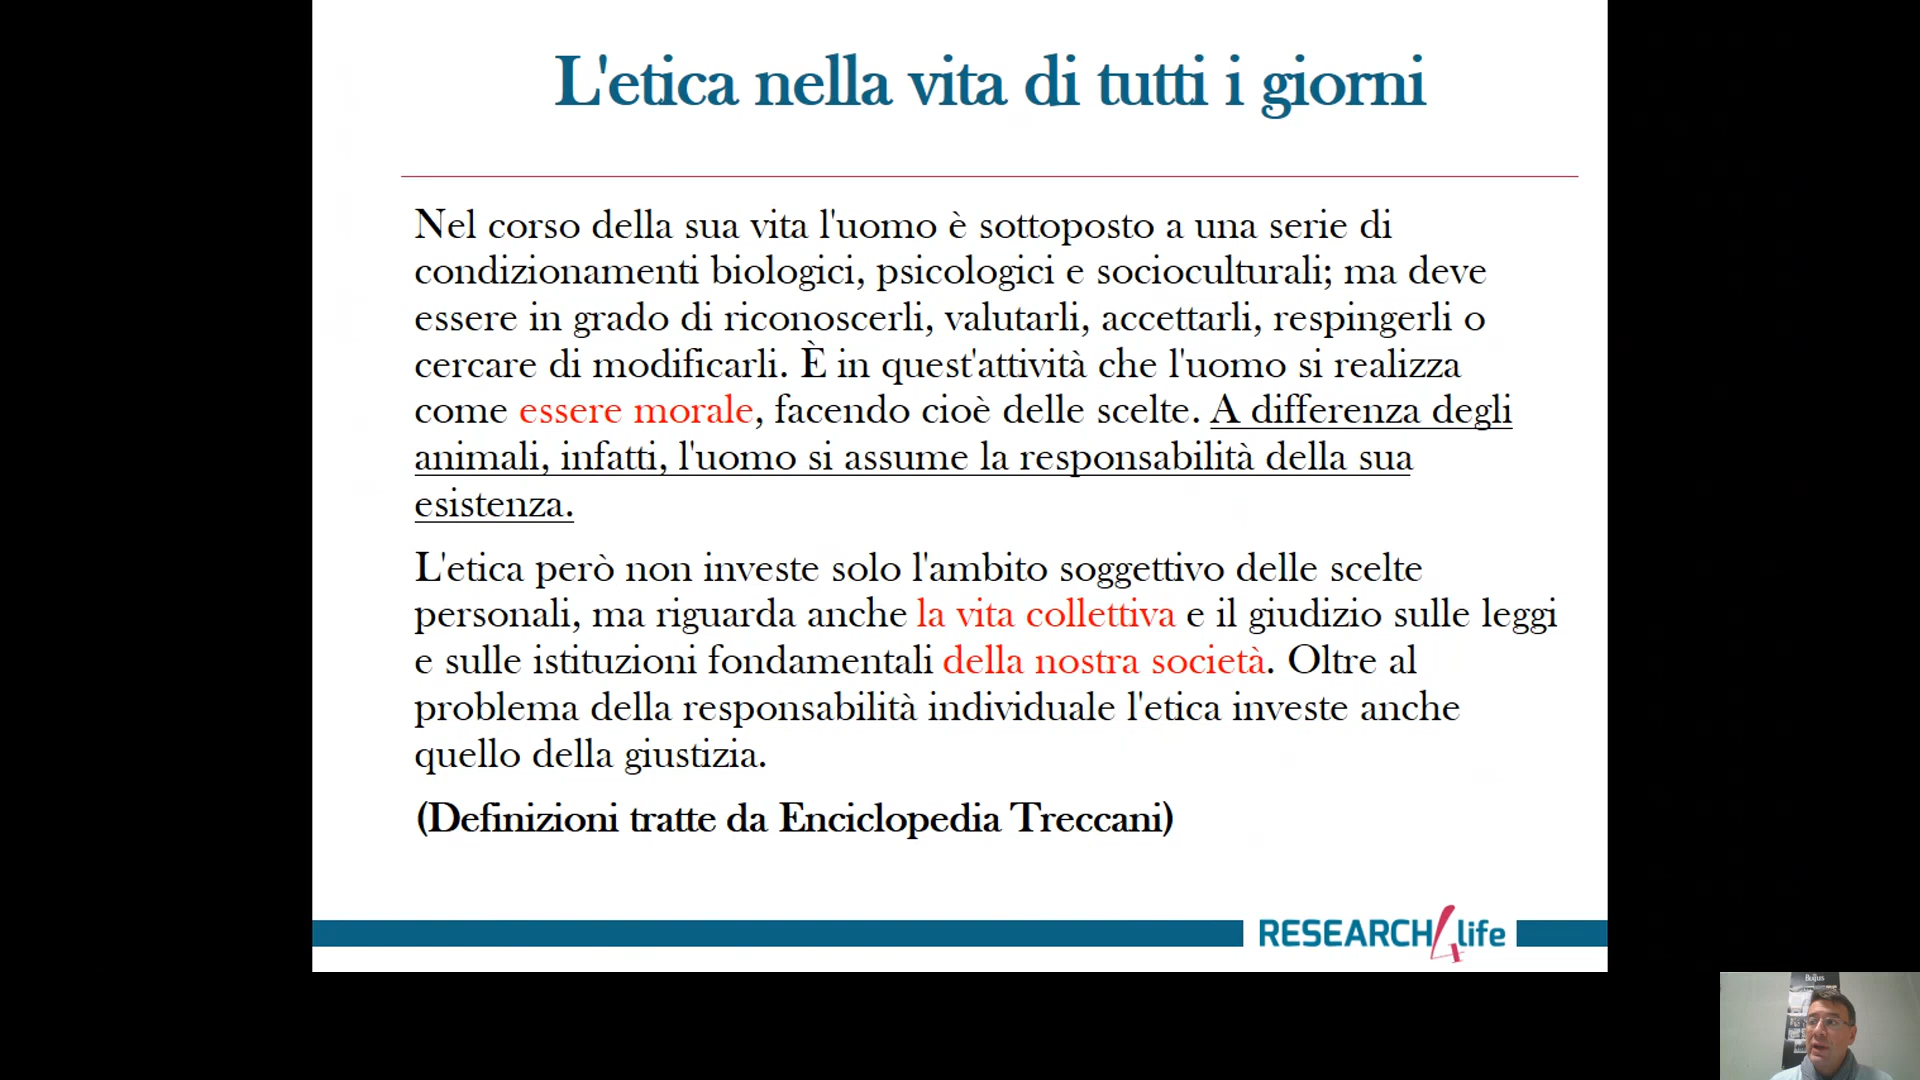 L'etica nella vita di tutti i giorni
Nel corso della sua vita l'uomo è sottoposto a una serie di
condizionamenti biologici, psicologici e socioculturali; ma deve
essere in grado di riconoscerli, valutarli, accettarli, respingerli o
cercare di modificarli. È in quest'attività che l'uomo si realizza
come essere morale, facendo cioè delle scelte. A differenza degli
animali, infatti, l'uomo si assume la responsabilità della sua
esistenza.
L'etica però non investe solo l'ambito soggettivo delle scelte
personali, ma riguarda anche la vita collettiva e il giudizio sulle leggi
e sulle istituzioni fondamentali della nostra società. Oltre al
problema della responsabilità individuale l'etica investe anche
quello della giustizia.
(Definizioni tratte da Enciclopedia Treccani)
RESEARCH4life